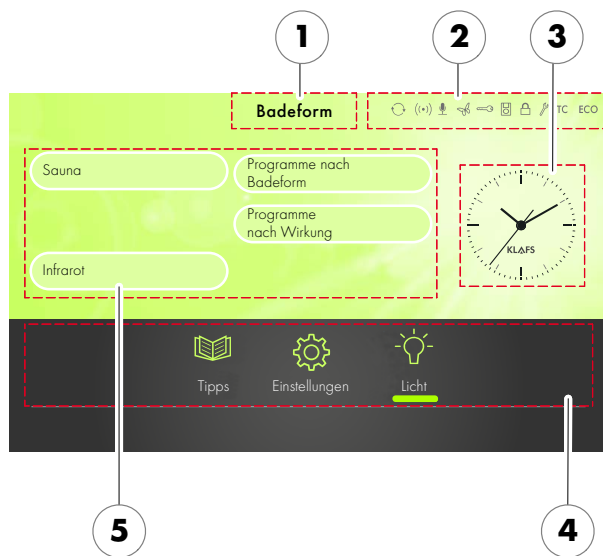 1
2
3
Badeform
TC ECO
Sauna
Programme nach
Badeform
Programme
nach Wirkung
KLAFS
Infrarot
Tipps
Einstellungen
Licht
5
4